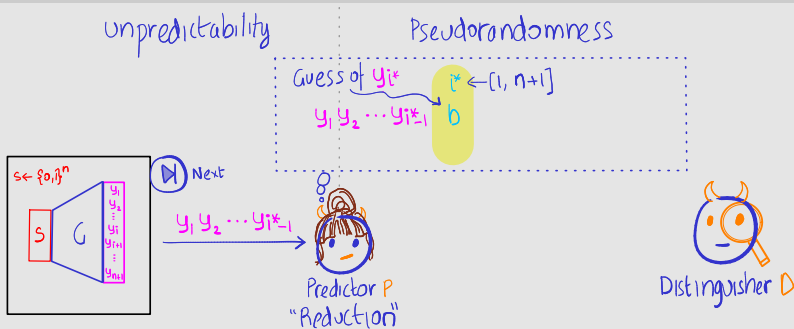 unpredictability
Pseudorandomness
Guess of yi*
i* ← [1, n+1]
y1 y2 ... yi*-1
b
s ← {0,1}^n
Next
S
G
y1
y2
:
yi
yi+1
:
yn+1
y1 y2 ... yi*-1
Predictor P
"Reduction"
Distinguisher D